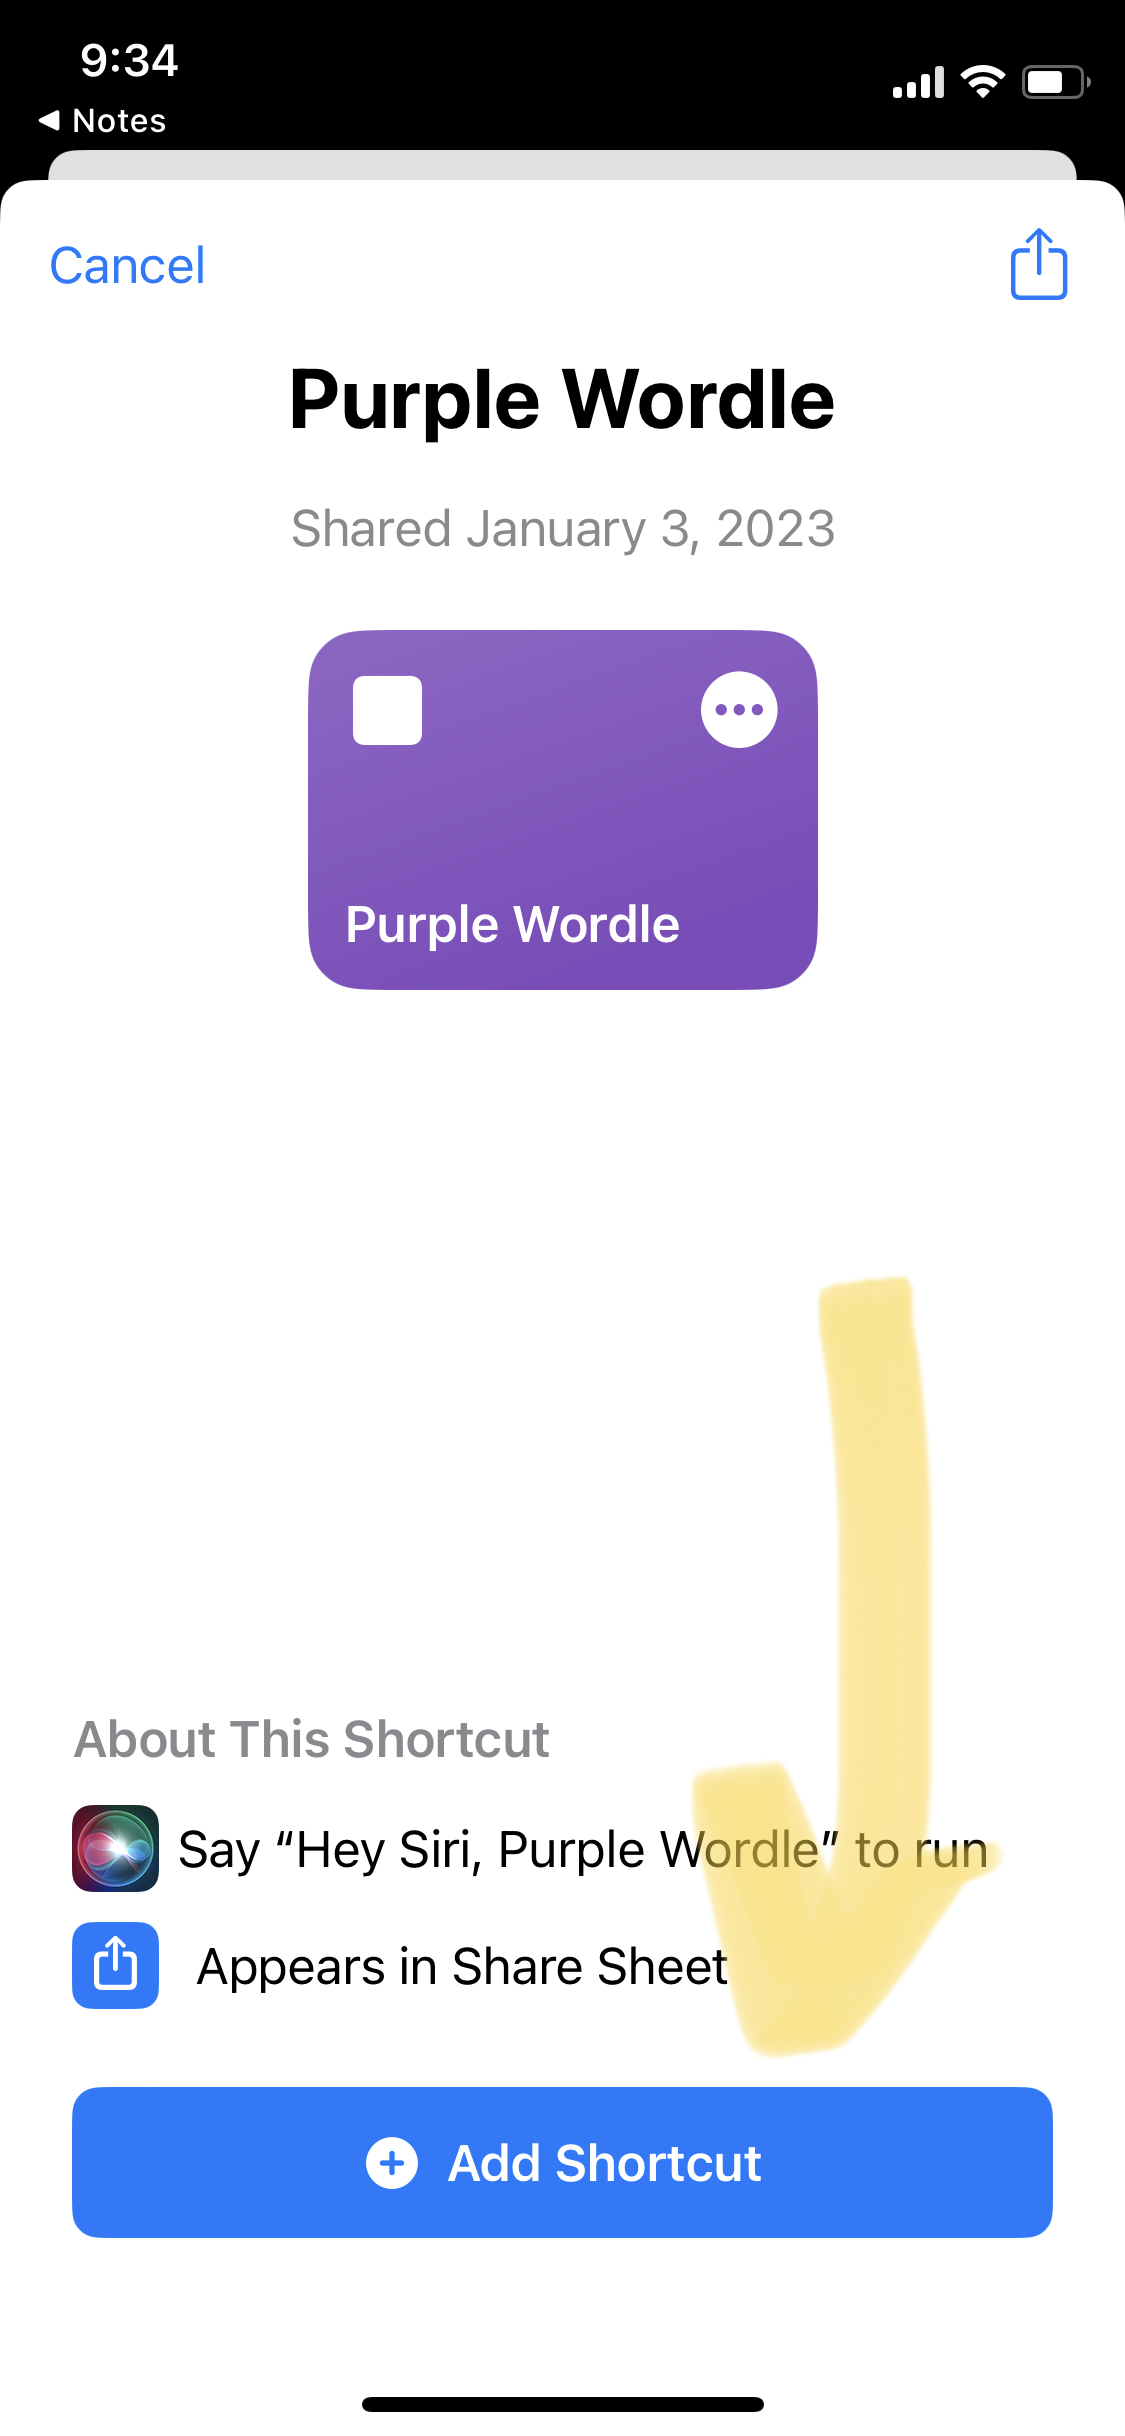 9:34
Notes
Cancel
Purple Wordle
Shared January 3, 2023
Purple Wordle
About This Shortcut
Say “Hey Siri, Purple Wordle” to run
Appears in Share Sheet
Add Shortcut